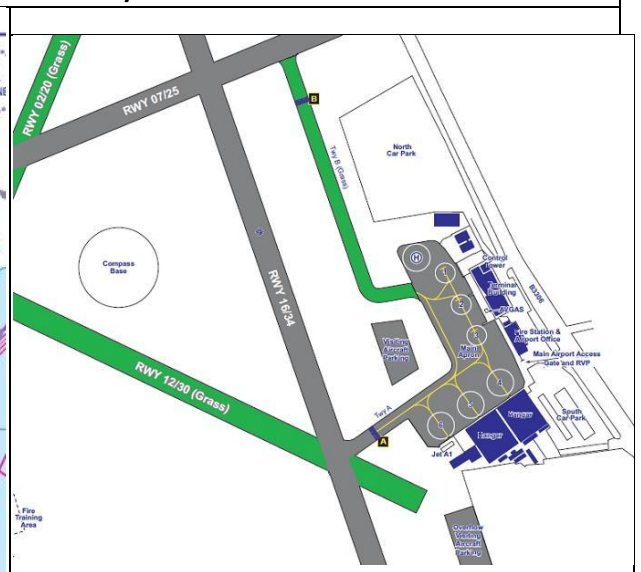 RWY 02/20 (Grass)
RWY 07/25
B
Twy B (Grass)
North
Car Park
Compass
Base
H
Control
Tower
1
Terminal
Building
B3306
2
AVGAS
RWY 16/34
3
Fire Station &
Airport Office
Visiting
Aircraft
Parking
Main
Apron
Main Airport Access
Gate and RVP
4
RWY 12/30 (Grass)
Twy A
5
6
A
Hangar
Hangar
South
Car Park
Jet A1
Fire
Training
Area
Overflow
Visiting
Aircraft
Parking